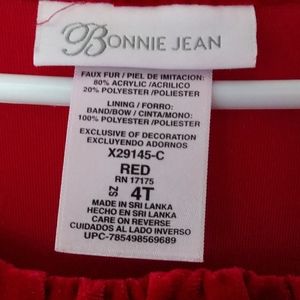 BONNIE JEAN
FAUX FUR / PIEL DE IMITACION:
80% ACRYLIC /ACRILICO
20% POLYESTER /POLIESTER
LINING / FORRO:
BAND/BOW / CINTA/MONO:
100% POLYESTER/POLIESTER
EXCLUSIVE OF DECORATION
EXCLUYENDO ADORNOS
X29145-C
RED
RN 17175
SZ 4T
MADE IN SRI LANKA
HECHO EN SRI LANKA
CARE ON REVERSE
CUIDADOS AL LADO INVERSO
UPC-785498569689